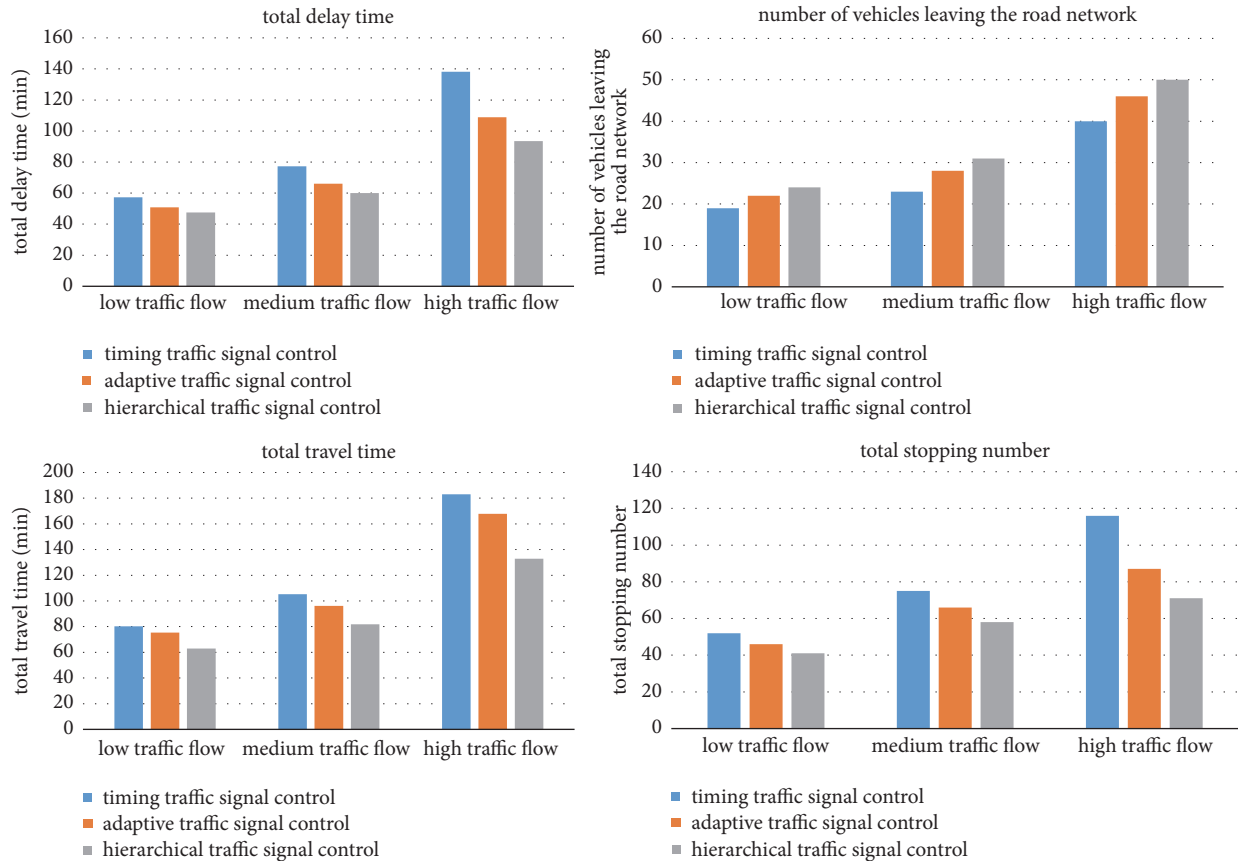 total delay time
total delay time (min)
160
140
120
100
80
60
40
20
0
low traffic flow
medium traffic flow
high traffic flow
timing traffic signal control
adaptive traffic signal control
hierarchical traffic signal control
number of vehicles leaving the road network
number of vehicles leaving
the road network
60
50
40
30
20
10
0
low traffic flow
medium traffic flow
high traffic flow
timing traffic signal control
adaptive traffic signal control
hierarchical traffic signal control
total travel time
total travel time (min)
200
180
160
140
120
100
80
60
40
20
0
low traffic flow
medium traffic flow
high traffic flow
timing traffic signal control
adaptive traffic signal control
hierarchical traffic signal control
total stopping number
total stopping number
140
120
100
80
60
40
20
0
low traffic flow
medium traffic flow
high traffic flow
timing traffic signal control
adaptive traffic signal control
hierarchical traffic signal control